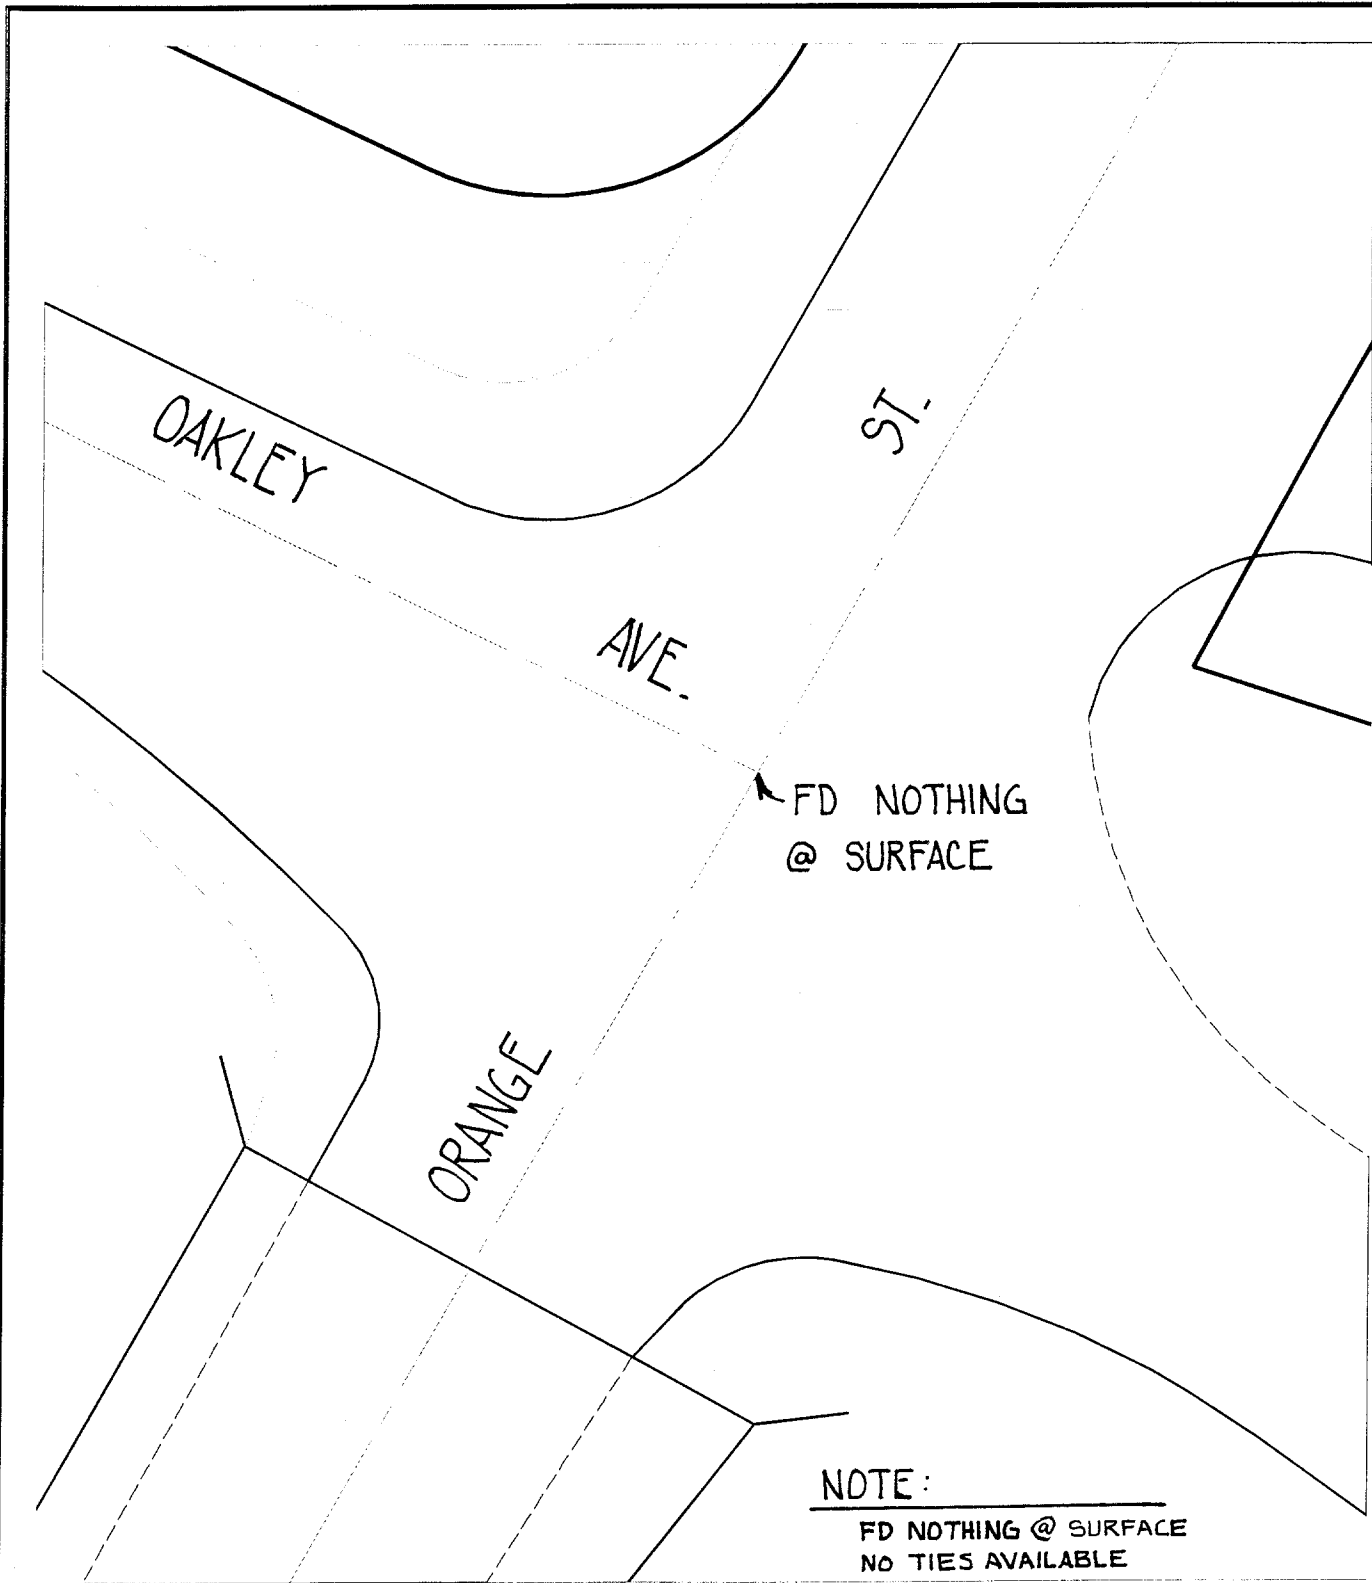 OAKLEY
AVE.
ST.
FD NOTHING
@ SURFACE
ORANGE
NOTE:
FD NOTHING @ SURFACE
NO TIES AVAILABLE